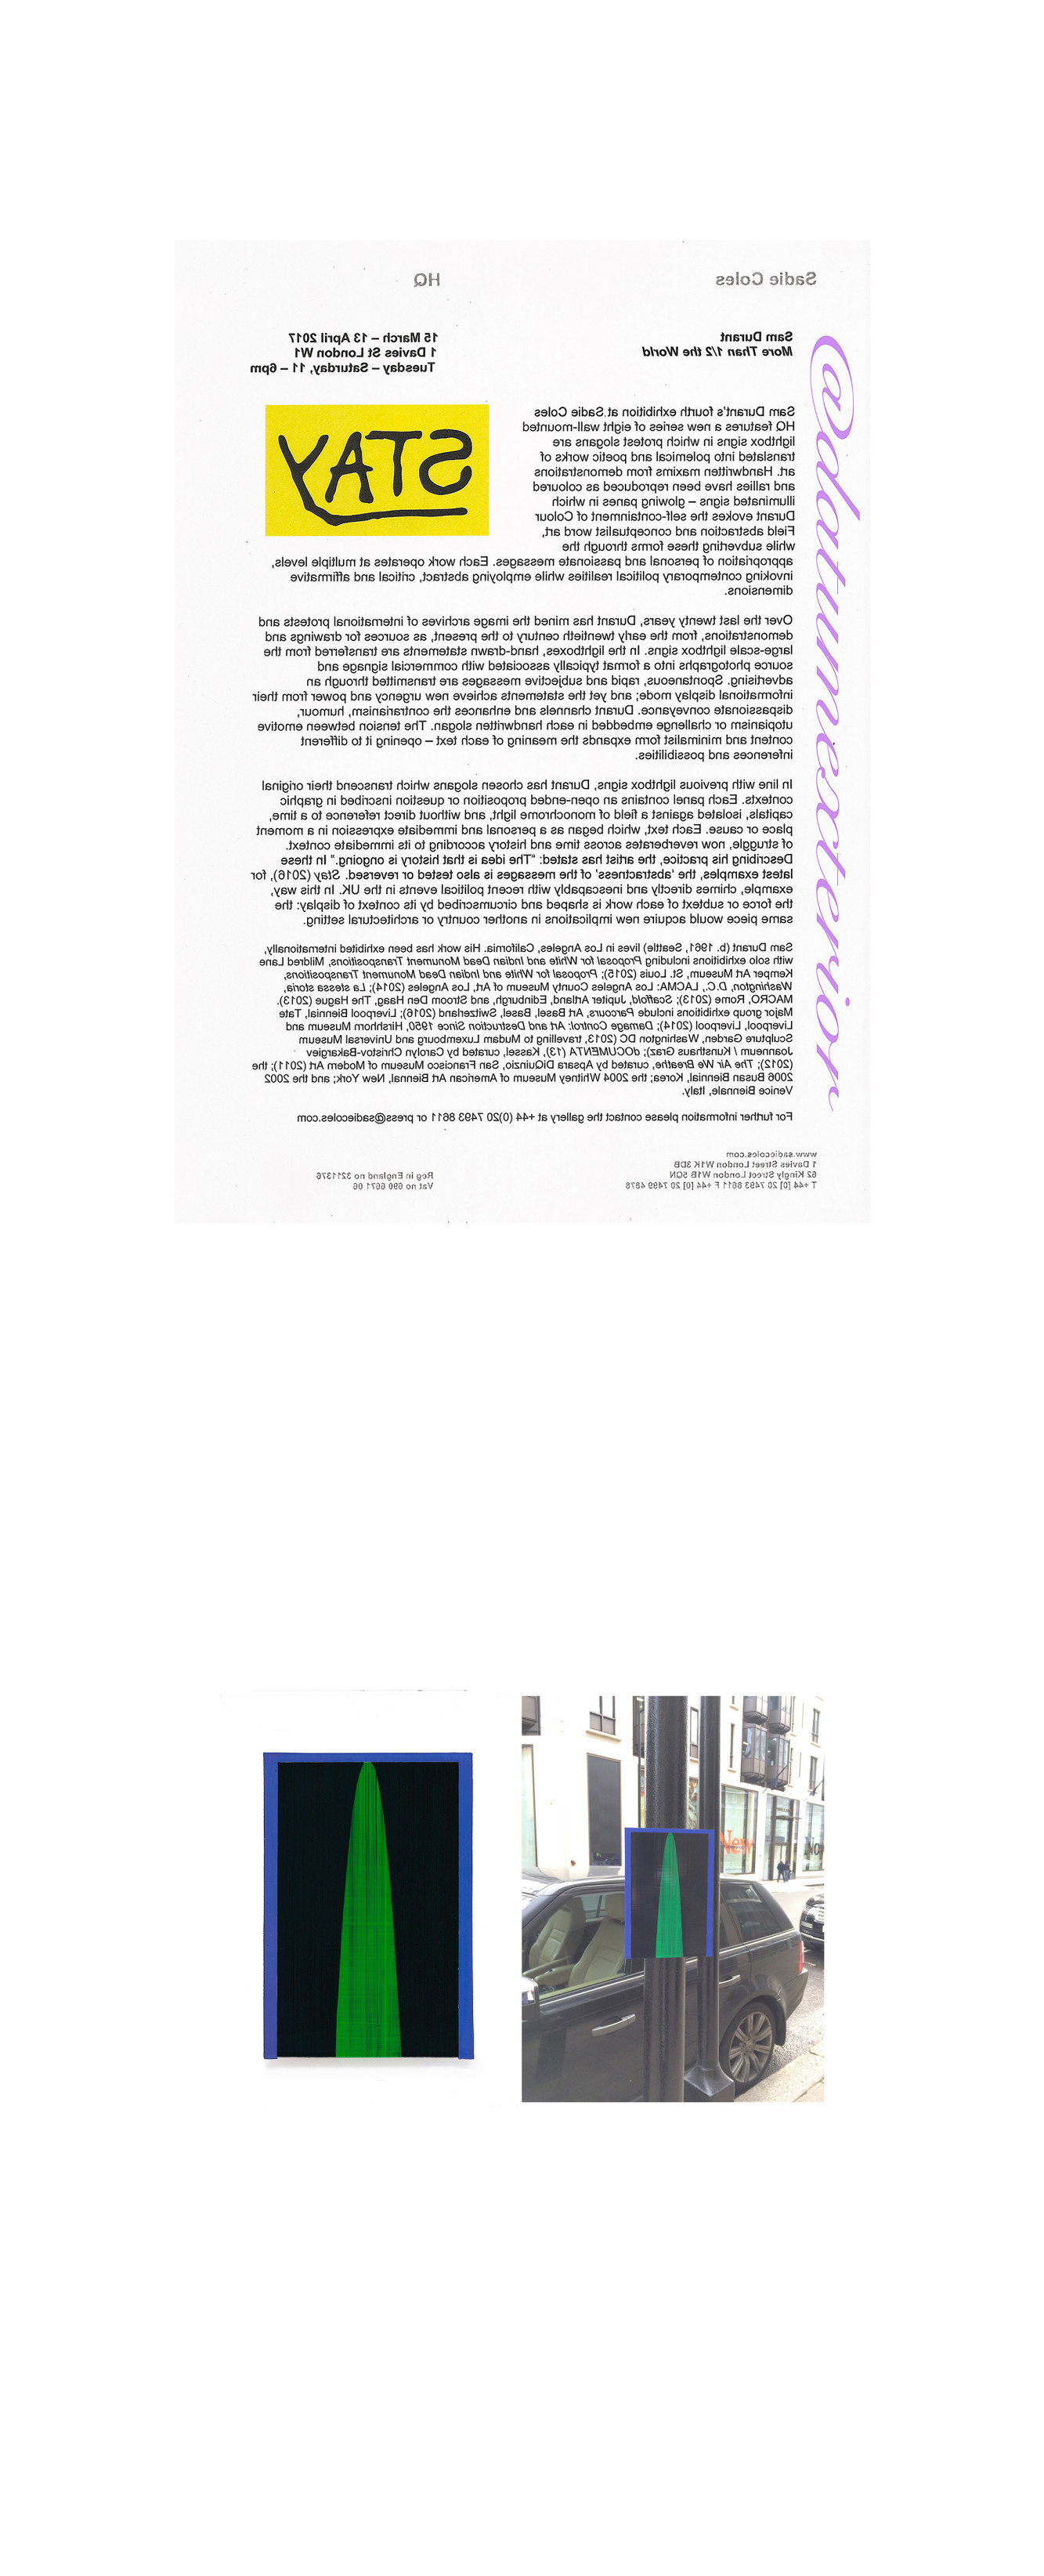 Sadie Coles
HQ
Sam Durant
More Than 1/2 the World
15 March – 13 April 2017
1 Davies St London W1
Tuesday – Saturday, 11 – 6pm
Sam Durant's fourth exhibition at Sadie Coles
HQ features a new series of eight wall-mounted
lightbox signs in which protest slogans are
translated into polemical and poetic works of
art. Handwritten maxims from demonstrations
and rallies have been reproduced as coloured
illuminated signs – glowing panes in which
Durant evokes the self-containment of Colour
Field abstraction and conceptualist word art,
while subverting these forms through the
appropriation of personal and passionate messages. Each work operates at multiple levels,
invoking contemporary political realities while employing abstract, critical and affirmative
dimensions.
STAY
Over the last twenty years, Durant has mined the image archives of international protests and
demonstrations, from the early twentieth century to the present, as sources for drawings and
large-scale lightbox signs. In the lightboxes, hand-drawn statements are transferred from the
source photographs into a format typically associated with commercial signage and
advertising. Spontaneous, rapid and subjective messages are transmitted through an
informational display mode; and yet the statements achieve new urgency and power from their
dispassionate conveyance. Durant channels and enhances the contrarianism, humour,
utopianism or challenge embedded in each handwritten slogan. The tension between emotive
content and minimalist form expands the meaning of each text – opening it to different
inferences and possibilities.
In line with previous lightbox signs, Durant has chosen slogans which transcend their original
contexts. Each panel contains an open-ended proposition or question inscribed in graphic
capitals, isolated against a field of monochrome light, and without direct reference to a time,
place or cause. Each text, which began as a personal and immediate expression in a moment
of struggle, now reverberates across time and history according to its immediate context.
Describing his practice, the artist has stated: "The idea is that history is ongoing." In these
latest examples, the 'abstractness' of the messages is also tested or reversed. Stay (2016), for
example, chimes directly and inescapably with recent political events in the UK. In this way,
the force or subtext of each work is shaped and circumscribed by its context of display: the
same piece would acquire new implications in another country or architectural setting.
Sam Durant (b. 1961, Seattle) lives in Los Angeles, California. His work has been exhibited internationally,
with solo exhibitions including Proposal for White and Indian Dead Monument Transpositions, Mildred Lane
Kemper Art Museum, St. Louis (2015); Proposal for White and Indian Dead Monument Transpositions,
Washington, D.C., LACMA: Los Angeles County Museum of Art, Los Angeles (2014); La stessa storia,
MACRO, Rome (2013); Scaffold, Jupiter Artland, Edinburgh, and Stroom Den Haag, The Hague (2013).
Major group exhibitions include Parcours, Art Basel, Basel, Switzerland (2016); Liverpool Biennial, Tate
Liverpool, Liverpool (2014); Damage Control: Art and Destruction Since 1950, Hirshhorn Museum and
Sculpture Garden, Washington DC (2013, travelling to Mudam Luxembourg and Universal Museum
Joanneum / Kunsthaus Graz); dOCUMENTA (13), Kassel, curated by Carolyn Christov-Bakargiev
(2012); The Air We Breathe, curated by Apsara DiQuinzio, San Francisco Museum of Modern Art (2011); the
2006 Busan Biennial, Korea; the 2004 Whitney Museum of American Art Biennial, New York; and the 2002
Venice Biennale, Italy.
For further information please contact the gallery at +44 (0)20 7493 8611 or press@sadiecoles.com
www.sadiecoles.com
1 Davies Street London W1K 3DB
62 Kingly Street London W1B 5QN
T +44 [0] 20 7493 8611 F +44 [0] 20 7499 4878
Reg in England no 3211376
Vat no 690 6671 06
@datumexterior
New